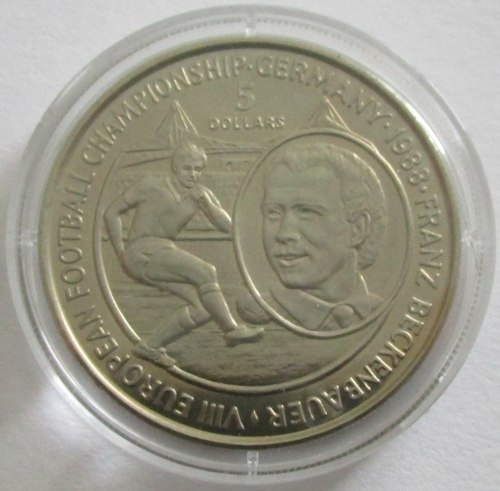 VIII EUROPEAN FOOTBALL CHAMPIONSHIP · GERMANY · 1988 · FRANZ BECKENBAUER ·
5
DOLLARS